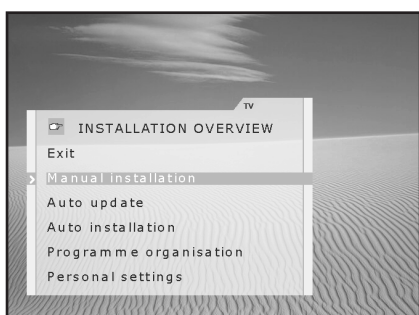 TV
INSTALLATION OVERVIEW
Exit
Manual installation
Auto update
Auto installation
Programme organisation
Personal settings